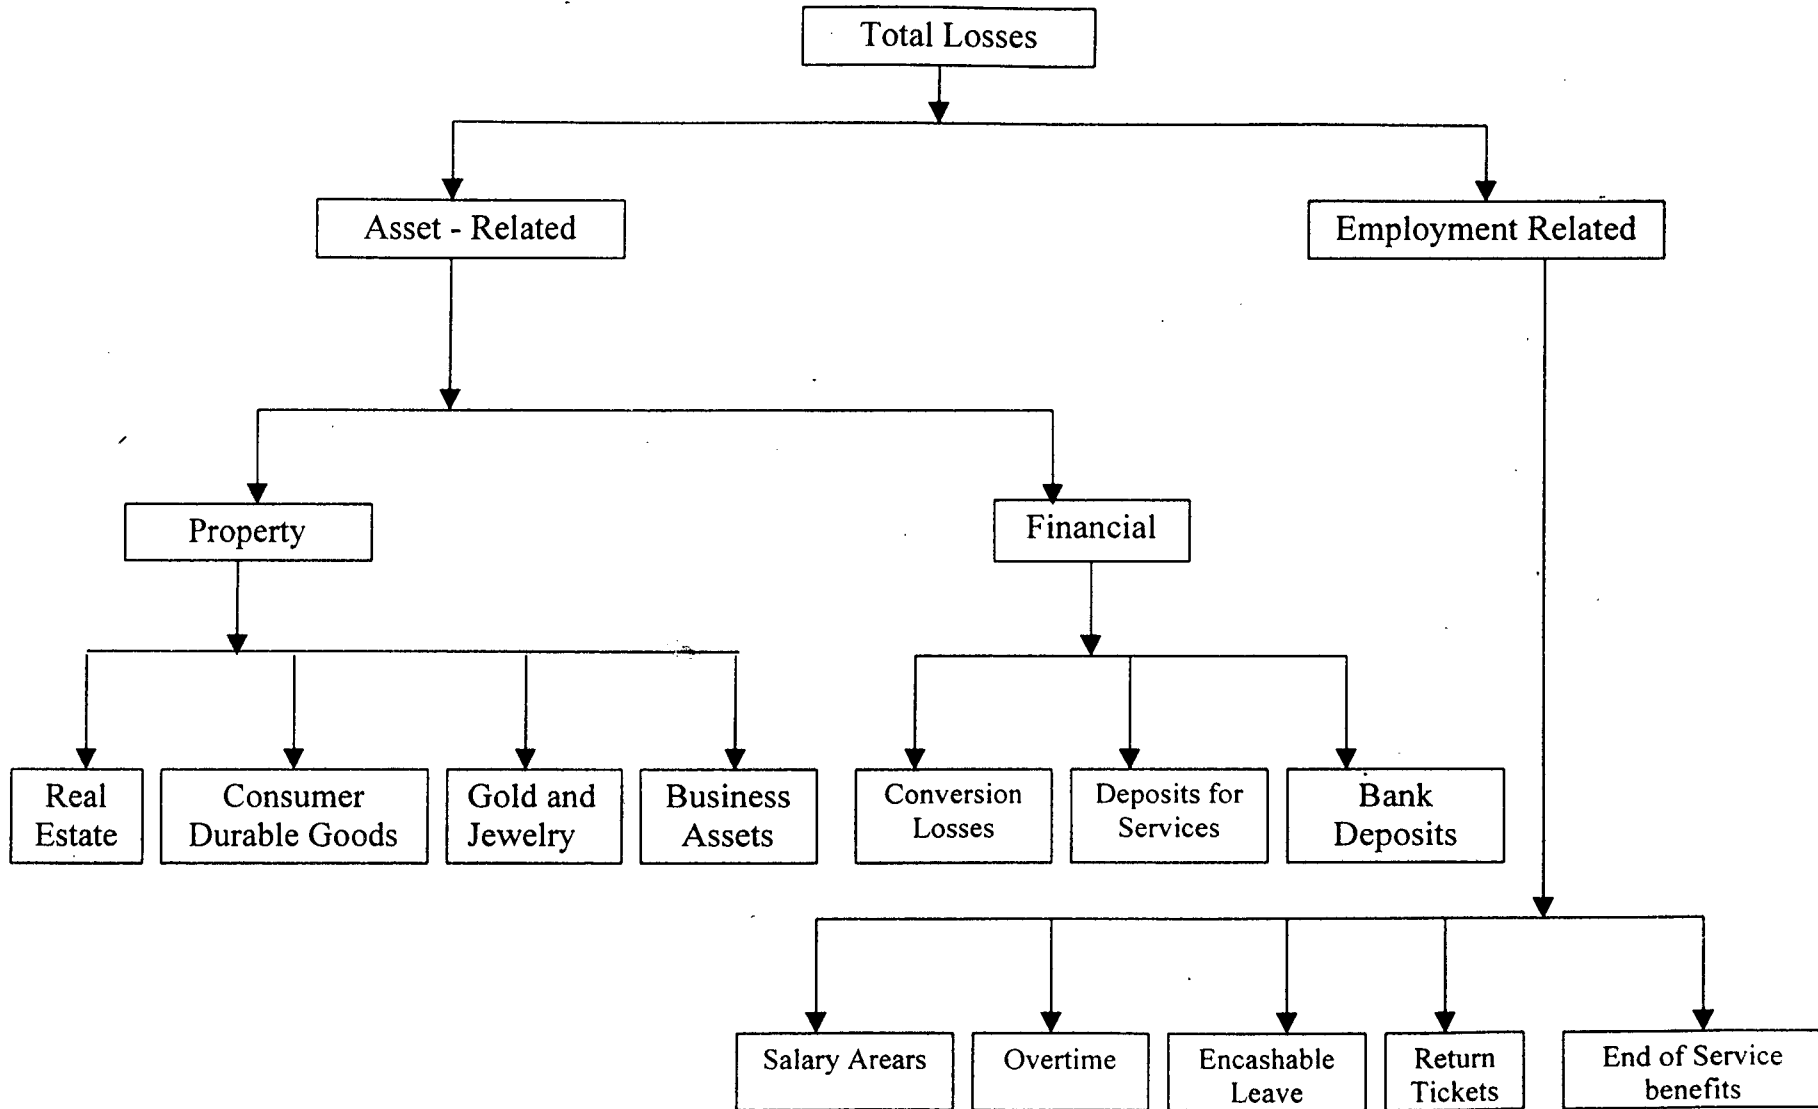 Total Losses
Asset - Related
Employment Related
Property
Financial
Real
Estate
Consumer
Durable Goods
Gold and
Jewelry
Business
Assets
Conversion
Losses
Deposits for
Services
Bank
Deposits
Salary Arears
Overtime
Encashable
Leave
Return
Tickets
End of Service
benefits